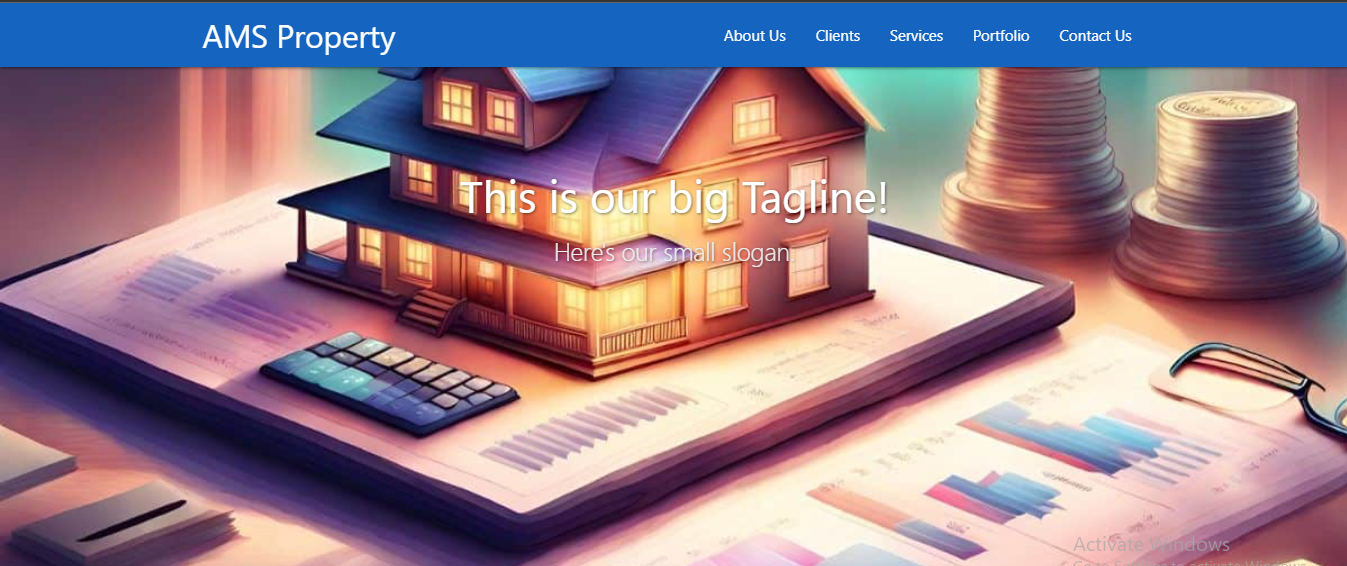 AMS Property
About Us Clients Services Portfolio Contact Us
This is our big Tagline!
Here's our small slogan.
Activate Windows